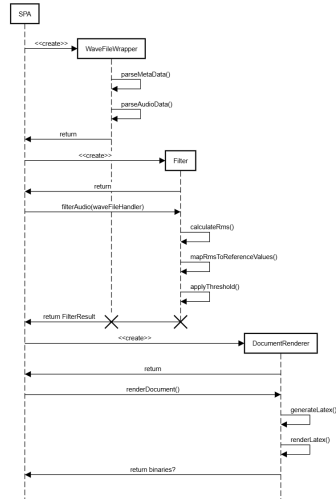 SPA
<<create>>
WaveFileWrapper
parseMetaData()
parseAudioData()
return
<<create>>
Filter
return
filterAudio(waveFileHandler)
calculateRms()
mapRmsToReferenceValues()
applyThreshold()
return FilterResult
<<create>>
DocumentRenderer
return
renderDocument()
generateLatex()
renderLatex()
return binaries?